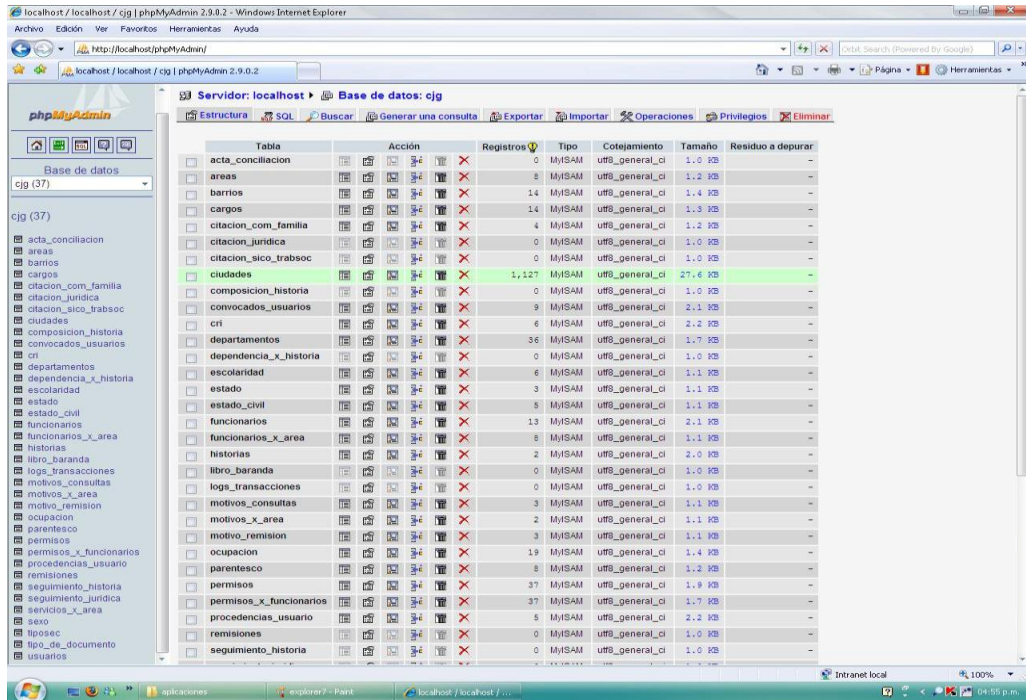 localhost / localhost / cjg | phpMyAdmin 2.9.0.2 - Windows Internet Explorer
Archivo Edición Ver Favoritos Herramientas Ayuda
http://localhost/phpMyAdmin/
Orbit Search (Powered By Google)
localhost / localhost / cjg | phpMyAdmin 2.9.0.2
Página
Herramientas
phpMyAdmin
Base de datos
cjg (37)
cjg (37)
acta_conciliacion
areas
barrios
cargos
citacion_com_familia
citacion_juridica
citacion_sico_trabsoc
ciudades
composicion_historia
convocados_usuarios
cri
departamentos
dependencia_x_historia
escolaridad
estado
estado_civil
funcionarios
funcionarios_x_area
historias
libro_baranda
logs_transacciones
motivos_consultas
motivos_x_area
motivo_remision
ocupacion
parentesco
permisos
permisos_x_funcionarios
procedencias_usuario
remisiones
seguimiento_historia
seguimiento_juridica
servicios_x_area
sexo
tiposec
tipo_de_documento
usuarios
Servidor: localhost Base de datos: cjg
Estructura SQL Buscar Generar una consulta Exportar Importar Operaciones Privilegios Eliminar
Tabla Acción Registros Tipo Cotejamiento Tamaño Residuo a depurar
acta_conciliacion 0 MyISAM utf8_general_ci 1.0 KB -
areas 8 MyISAM utf8_general_ci 1.2 KB -
barrios 14 MyISAM utf8_general_ci 1.4 KB -
cargos 14 MyISAM utf8_general_ci 1.3 KB -
citacion_com_familia 4 MyISAM utf8_general_ci 1.2 KB -
citacion_juridica 0 MyISAM utf8_general_ci 1.0 KB -
citacion_sico_trabsoc 0 MyISAM utf8_general_ci 1.0 KB -
ciudades 1,127 MyISAM utf8_general_ci 27.6 KB -
composicion_historia 0 MyISAM utf8_general_ci 1.0 KB -
convocados_usuarios 9 MyISAM utf8_general_ci 2.1 KB -
cri 6 MyISAM utf8_general_ci 2.2 KB -
departamentos 36 MyISAM utf8_general_ci 1.7 KB -
dependencia_x_historia 0 MyISAM utf8_general_ci 1.0 KB -
escolaridad 6 MyISAM utf8_general_ci 1.1 KB -
estado 3 MyISAM utf8_general_ci 1.1 KB -
estado_civil 5 MyISAM utf8_general_ci 1.1 KB -
funcionarios 13 MyISAM utf8_general_ci 2.1 KB -
funcionarios_x_area 8 MyISAM utf8_general_ci 1.1 KB -
historias 2 MyISAM utf8_general_ci 2.0 KB -
libro_baranda 0 MyISAM utf8_general_ci 1.0 KB -
logs_transacciones 0 MyISAM utf8_general_ci 1.0 KB -
motivos_consultas 3 MyISAM utf8_general_ci 1.1 KB -
motivos_x_area 2 MyISAM utf8_general_ci 1.1 KB -
motivo_remision 3 MyISAM utf8_general_ci 1.1 KB -
ocupacion 19 MyISAM utf8_general_ci 1.4 KB -
parentesco 8 MyISAM utf8_general_ci 1.2 KB -
permisos 37 MyISAM utf8_general_ci 1.9 KB -
permisos_x_funcionarios 37 MyISAM utf8_general_ci 1.7 KB -
procedencias_usuario 5 MyISAM utf8_general_ci 2.2 KB -
remisiones 0 MyISAM utf8_general_ci 1.0 KB -
seguimiento_historia 0 MyISAM utf8_general_ci 1.0 KB -
Intranet local 100%
aplicaciones explorer7 - Paint localhost / localhost / ... 04:55 p.m.